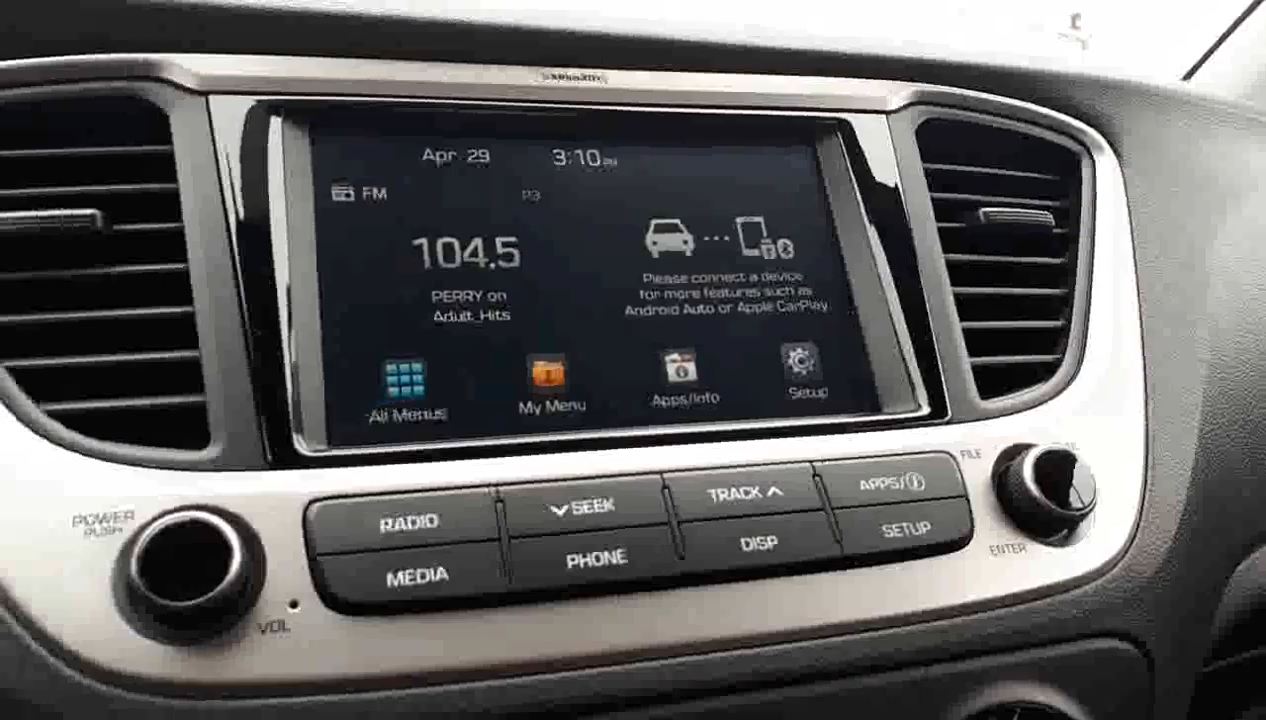 Apr 29 3:10 PM
FM P3
104.5
PERRY on
Adult_Hits
Please connect a device
for more features such as
Android Auto or Apple CarPlay.
All Menus My Menu Apps/Info Setup
RADIO SEEK TRACK APPS/i
MEDIA PHONE DISP SETUP
POWER
PUSH
VOL
FILE
ENTER